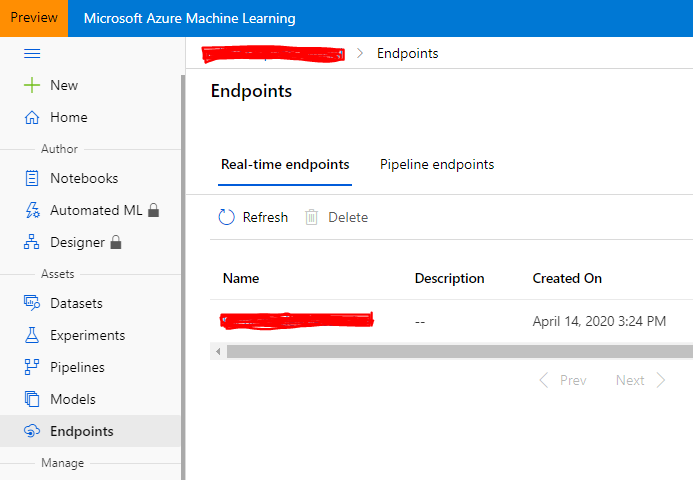 Preview Microsoft Azure Machine Learning
Endpoints
New
Home
Author
Notebooks
Automated ML
Designer
Assets
Datasets
Experiments
Pipelines
Models
Endpoints
Manage
Endpoints
Real-time endpoints Pipeline endpoints
Refresh Delete
Name Description Created On
-- April 14, 2020 3:24 PM
Prev Next